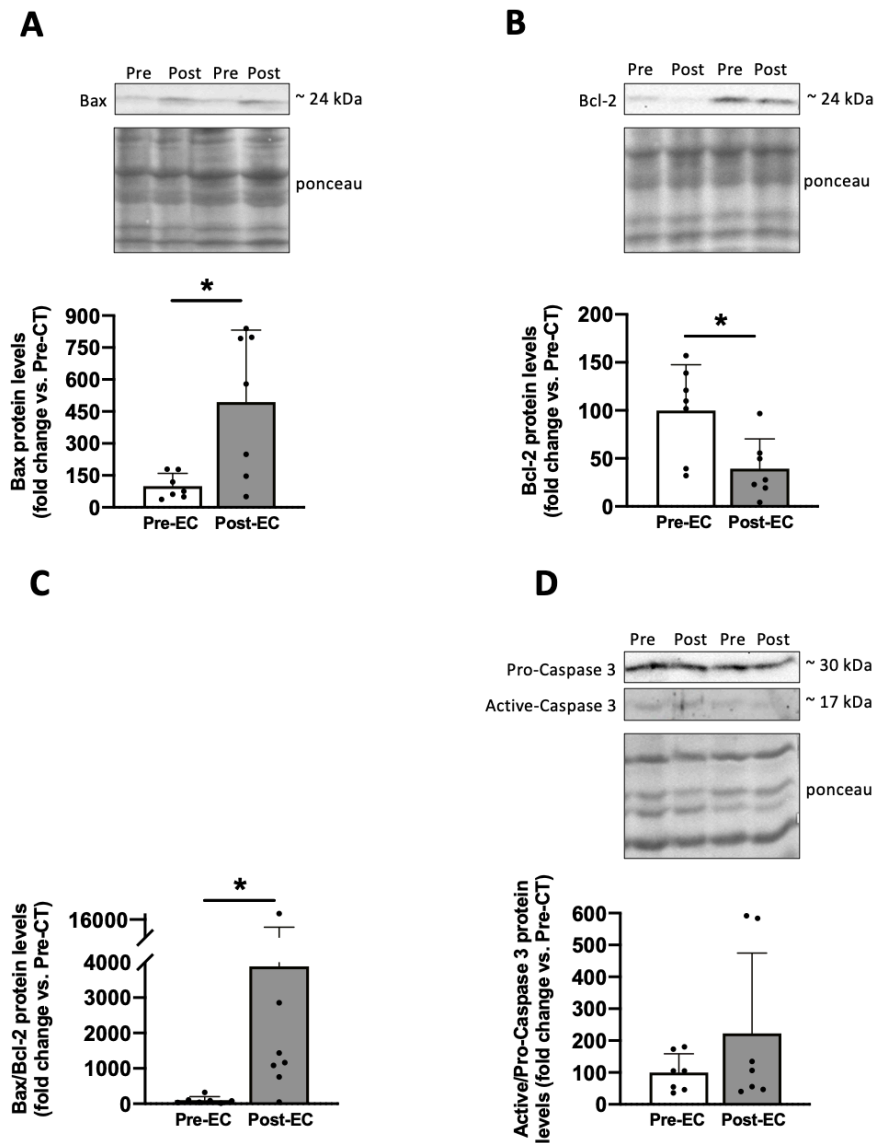 A
Pre Post Pre Post
Bax
~ 24 kDa
ponceau
*
Bax protein levels
(fold change vs. Pre-CT)
900
750
600
450
300
150
0
Pre-EC Post-EC
B
Pre Post Pre Post
Bcl-2
~ 24 kDa
ponceau
*
Bcl-2 protein levels
(fold change vs. Pre-CT)
200
150
100
50
0
Pre-EC Post-EC
C
*
Bax/Bcl-2 protein levels
(fold change vs. Pre-CT)
16000
4000
3000
2000
1000
0
Pre-EC Post-EC
D
Pre Post Pre Post
Pro-Caspase 3
~ 30 kDa
Active-Caspase 3
~ 17 kDa
ponceau
Active/Pro-Caspase 3 protein
levels (fold change vs. Pre-CT)
600
500
400
300
200
100
0
Pre-EC Post-EC